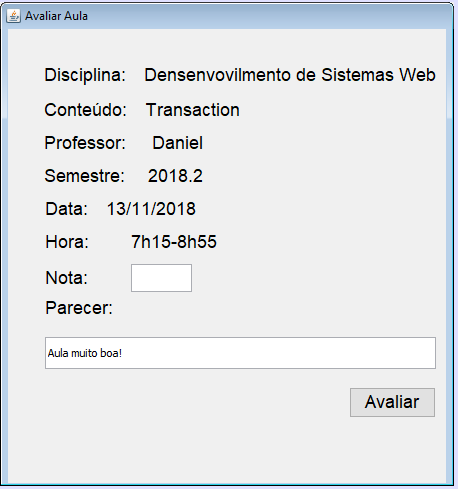 Avaliar Aula
Disciplina: Densenvovilmento de Sistemas Web
Conteúdo: Transaction
Professor: Daniel
Semestre: 2018.2
Data: 13/11/2018
Hora: 7h15-8h55
Nota:
Parecer:
Aula muito boa!
Avaliar